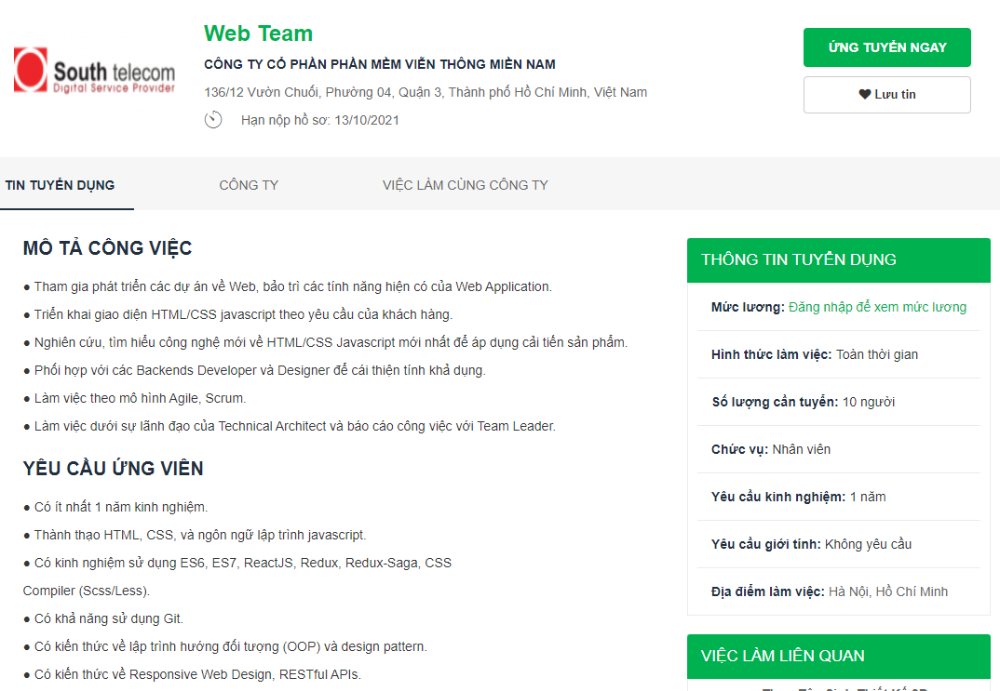 Web Team
CÔNG TY CỔ PHẦN PHẦN MỀM VIỄN THÔNG MIỀN NAM
136/12 Vườn Chuối, Phường 04, Quận 3, Thành phố Hồ Chí Minh, Việt Nam
Hạn nộp hồ sơ: 13/10/2021
South telecom
Digital Service Provider
ỨNG TUYỂN NGAY
Lưu tin
TIN TUYỂN DỤNG
CÔNG TY
VIỆC LÀM CÙNG CÔNG TY
MÔ TẢ CÔNG VIỆC
● Tham gia phát triển các dự án về Web, bảo trì các tính năng hiện có của Web Application.
● Triển khai giao diện HTML/CSS javascript theo yêu cầu của khách hàng.
● Nghiên cứu, tìm hiểu công nghệ mới về HTML/CSS Javascript mới nhất để áp dụng cải tiến sản phẩm.
● Phối hợp với các Backends Developer và Designer để cái thiện tính khả dụng.
● Làm việc theo mô hình Agile, Scrum.
● Làm việc dưới sự lãnh đạo của Technical Architect và báo cáo công việc với Team Leader.
YÊU CẦU ỨNG VIÊN
● Có ít nhất 1 năm kinh nghiệm.
● Thành thạo HTML, CSS, và ngôn ngữ lập trình javascript.
● Có kinh nghiệm sử dụng ES6, ES7, ReactJS, Redux, Redux-Saga, CSS
Compiler (Scss/Less).
● Có khả năng sử dụng Git.
● Có kiến thức về lập trình hướng đối tượng (OOP) và design pattern.
● Có kiến thức về Responsive Web Design, RESTful APIs.
THÔNG TIN TUYỂN DỤNG
Mức lương: Đăng nhập để xem mức lương
Hình thức làm việc: Toàn thời gian
Số lượng cần tuyển: 10 người
Chức vụ: Nhân viên
Yêu cầu kinh nghiệm: 1 năm
Yêu cầu giới tính: Không yêu cầu
Địa điểm làm việc: Hà Nội, Hồ Chí Minh
VIỆC LÀM LIÊN QUAN